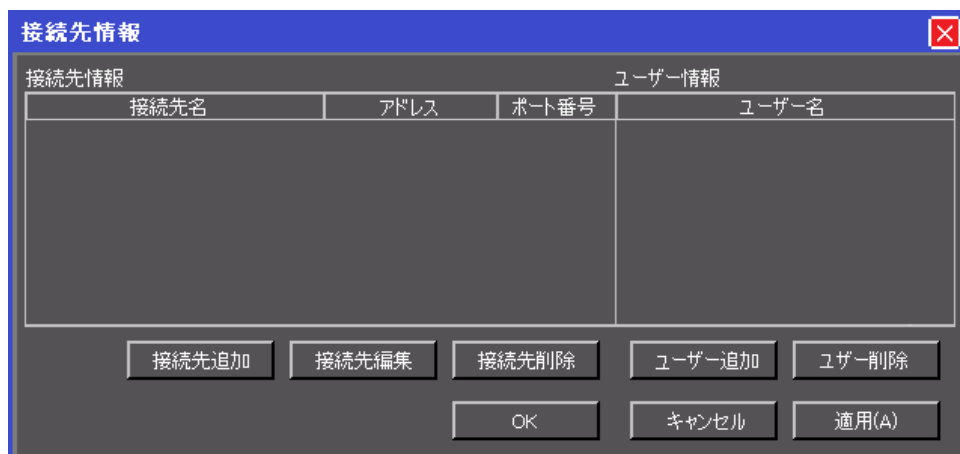 接続先情報
接続先情報 ユーザー情報
接続先名 アドレス ポート番号 ユーザー名
接続先追加 接続先編集 接続先削除 ユーザー追加 ユザー削除
OK キャンセル 適用(A)